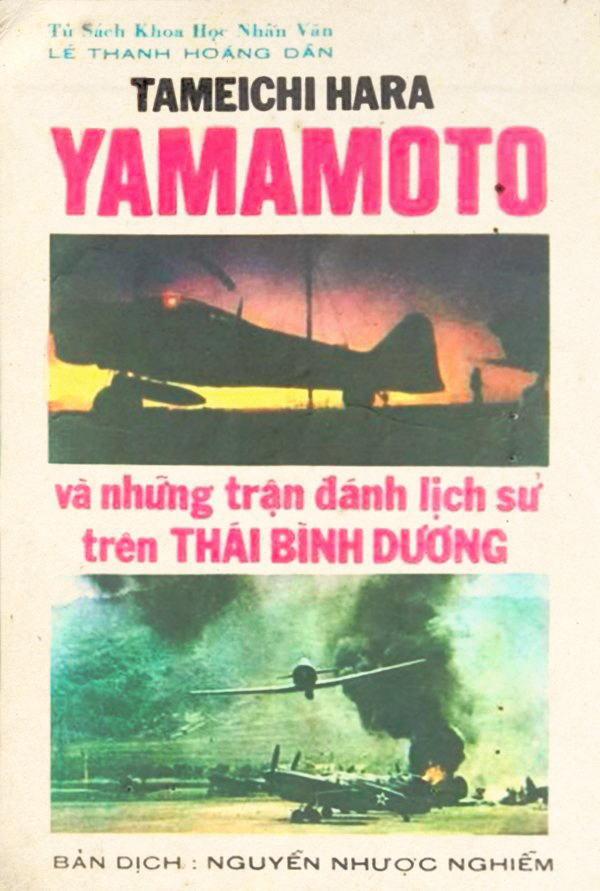 Tủ Sách Khoa Học Nhân Văn
LÊ THANH HOÀNG DÂN
TAMEICHI HARA
YAMAMOTO
và những trận đánh lịch sử
trên THÁI BÌNH DƯƠNG
BẢN DỊCH : NGUYỄN NHƯỢC NGHIỄM